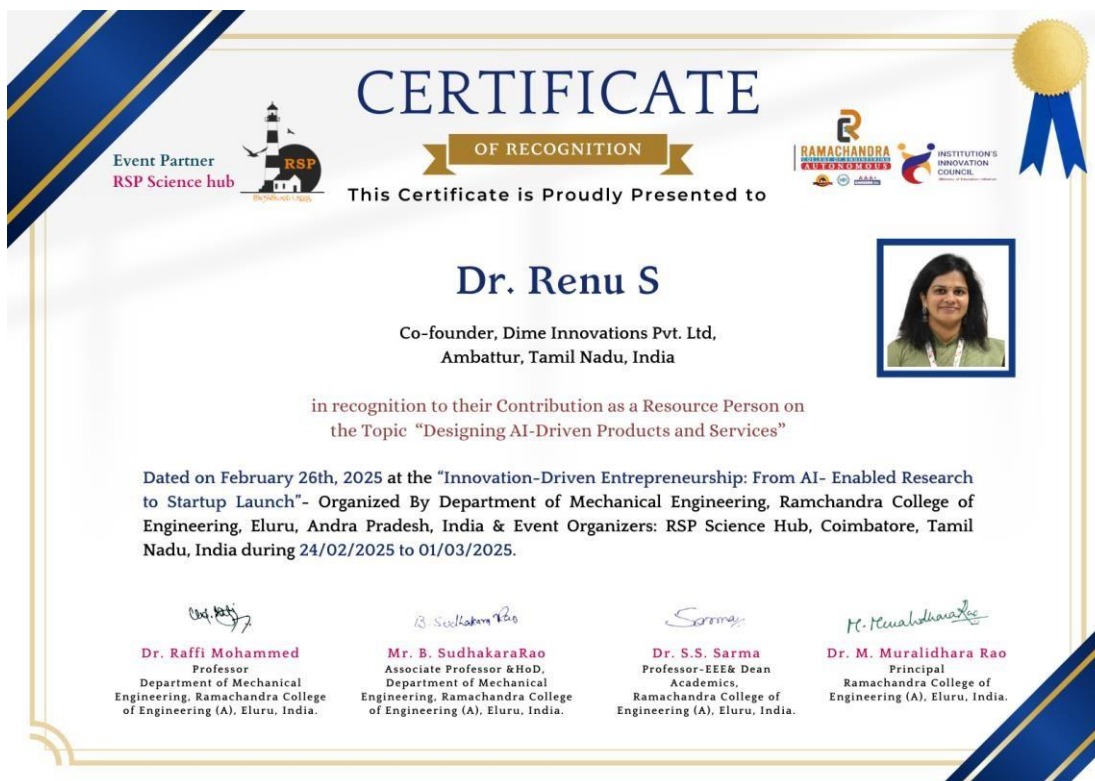 CERTIFICATE
OF RECOGNITION
This Certificate is Proudly Presented to
Event Partner
RSP Science hub
RSP
RAMACHANDRA
COLLEGE OF ENGINEERING
AUTONOMOUS
INSTITUTION'S
INNOVATION
COUNCIL
Dr. Renu S
Co-founder, Dime Innovations Pvt. Ltd,
Ambattur, Tamil Nadu, India
in recognition to their Contribution as a Resource Person on
the Topic “Designing AI-Driven Products and Services”
Dated on February 26th, 2025 at the “Innovation-Driven Entrepreneurship: From AI- Enabled Research
to Startup Launch”- Organized By Department of Mechanical Engineering, Ramchandra College of
Engineering, Eluru, Andra Pradesh, India & Event Organizers: RSP Science Hub, Coimbatore, Tamil
Nadu, India during 24/02/2025 to 01/03/2025.
B. Sudhakara Rao
Sarma
M. Muralidhara Rao
Dr. Raffi Mohammed
Professor
Department of Mechanical
Engineering, Ramachandra College
of Engineering (A), Eluru, India.
Mr. B. SudhakaraRao
Associate Professor &HoD,
Department of Mechanical
Engineering, Ramachandra College
of Engineering (A), Eluru, India.
Dr. S.S. Sarma
Professor-EEE& Dean
Academics,
Ramachandra College of
Engineering (A), Eluru, India.
Dr. M. Muralidhara Rao
Principal
Ramachandra College of
Engineering (A), Eluru, India.